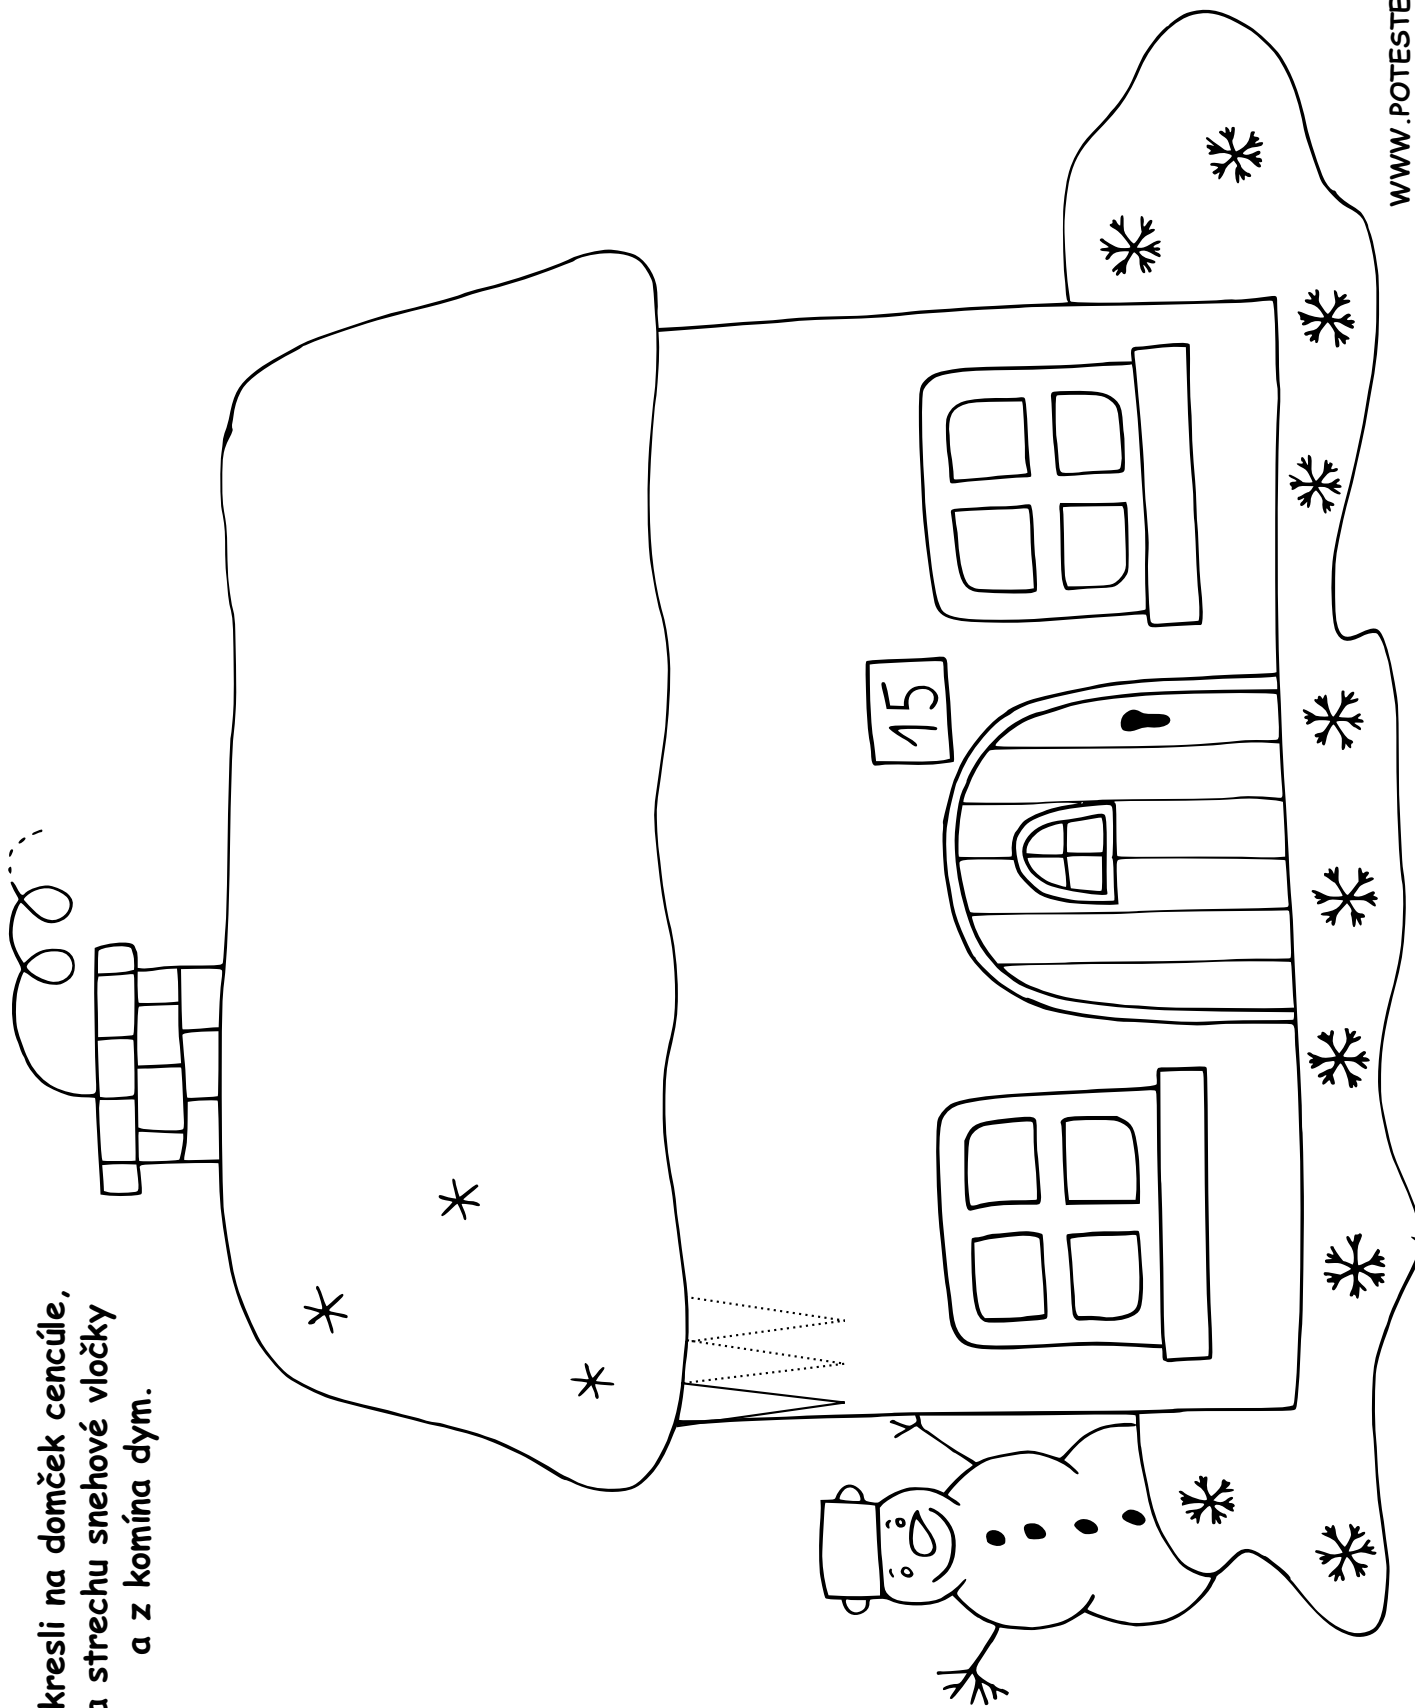 kresli na domček cencúle,
strechu snehové vločky
a z komína dym.
15
WWW.POTESTE